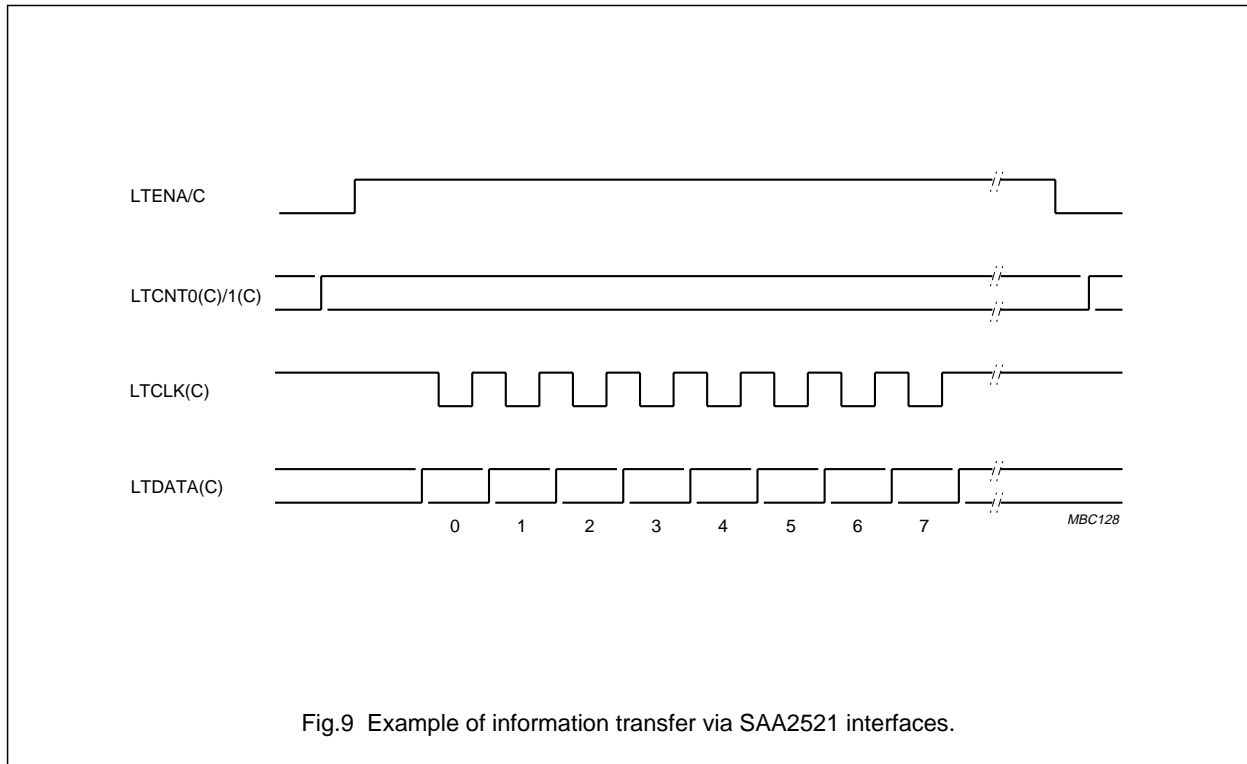 LTENA/C
LTCNT0(C)/1(C)
LTCLK(C)
LTDATA(C)
0 1 2 3 4 5 6 7
MBC128
Fig.9 Example of information transfer via SAA2521 interfaces.